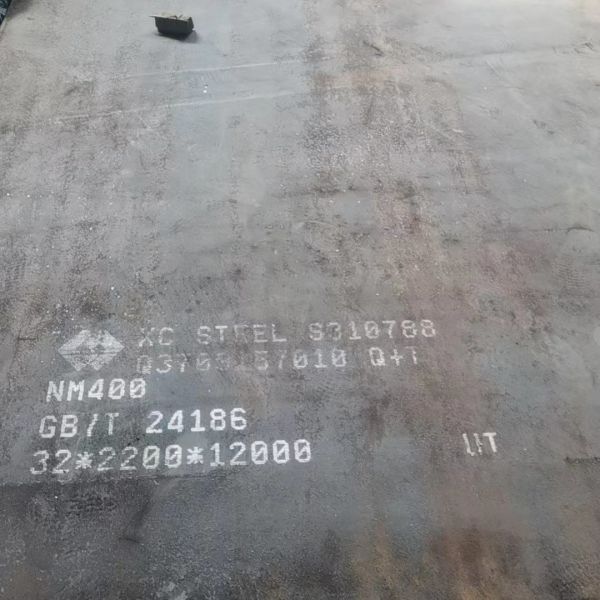 XC STEEL S310788
Q+T
NM400
GB/T 24186
32*2200*12000
UT